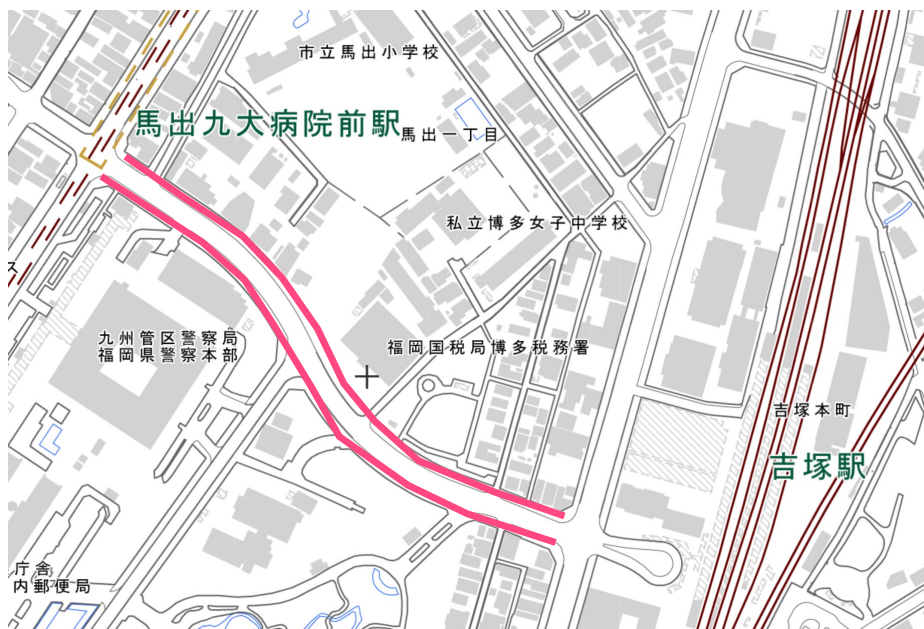 市立馬出小学校
馬出九大病院前駅
馬出一丁目
私立博多女子中学校
ス
九州管区警察局
福岡県警察本部
福岡国税局博多税務署
吉塚本町
吉塚駅
庁舎
内郵便局